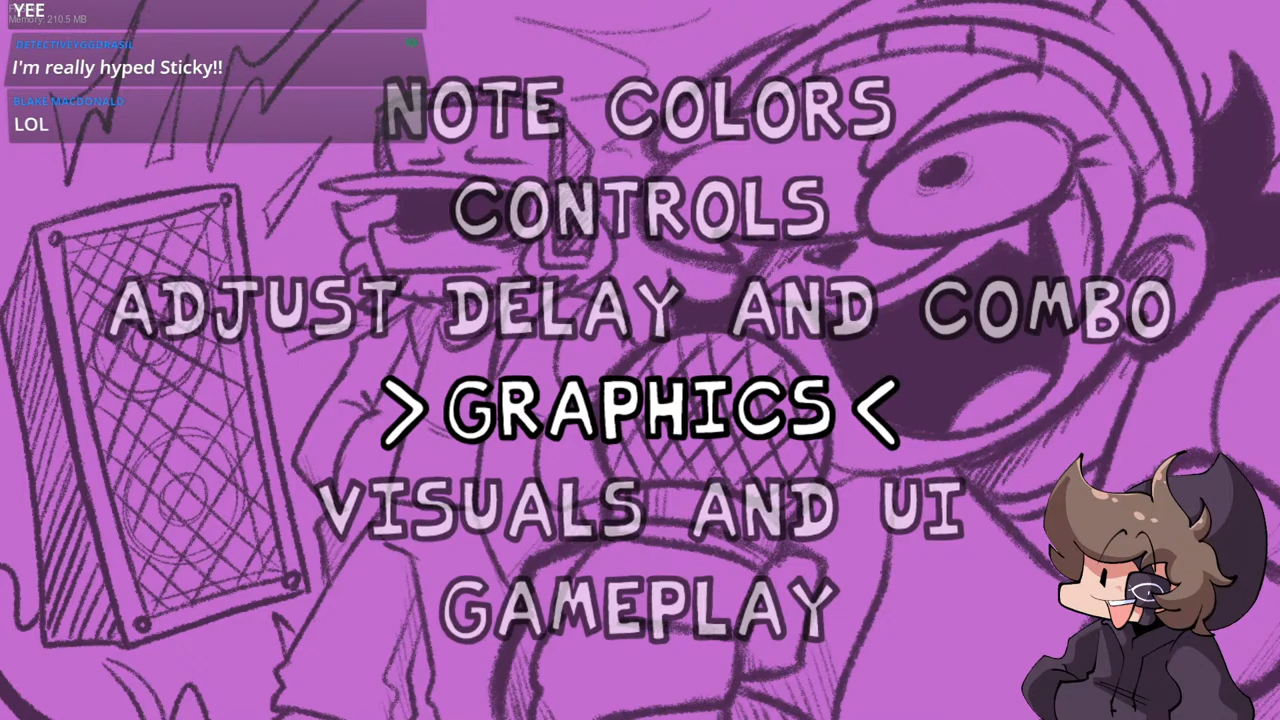 YEE
Memory: 210.5 MB
DETECTIVEYGGDRASIL
I'm really hyped Sticky!!
BLAKE MACDONALD
LOL
NOTE COLORS
CONTROLS
ADJUST DELAY AND COMBO
>GRAPHICS<
VISUALS AND UI
GAMEPLAY